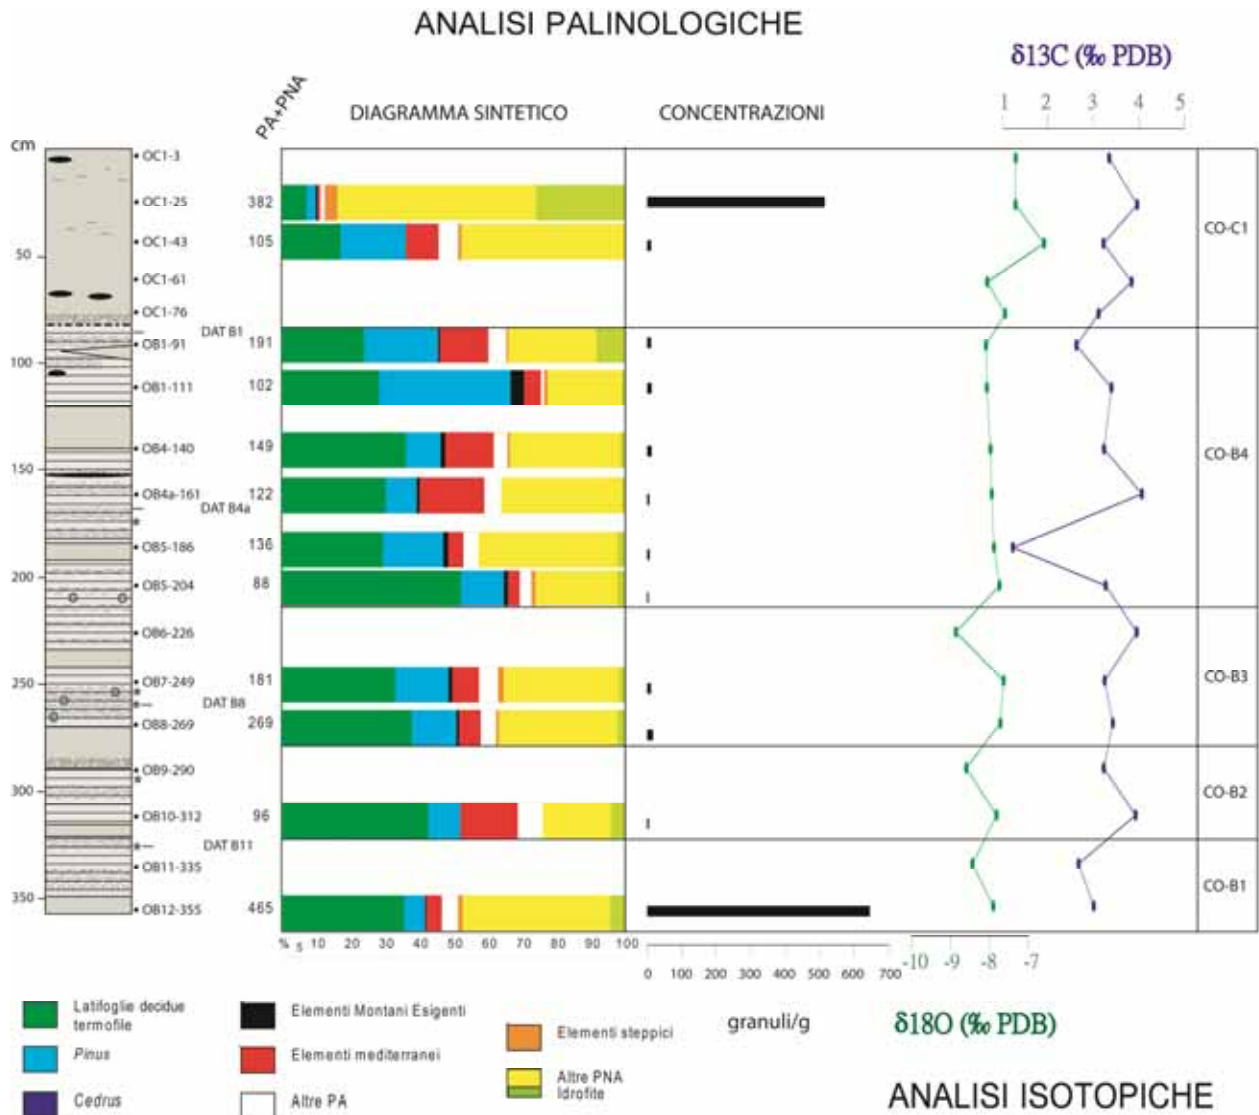 ANALISI PALINOLOGICHE
δ13C (‰ PDB)
PA+PNA
DIAGRAMMA SINTETICO
CONCENTRAZIONI
1 2 3 4 5
cm
OC1-3
OC1-25
382
OC1-43
105
CO-C1
50
OC1-61
OC1-76
DAT B1
OB1-91
191
100
OB1-111
102
OB4-140
149
CO-B4
150
OB4a-161
122
DAT B4a
OB5-186
136
200
OB5-204
88
OB6-226
OB7-249
181
CO-B3
250
DAT B8
OB8-269
269
OB9-290
CO-B2
300
OB10-312
96
DAT B11
OB11-335
CO-B1
350
OB12-355
465
% 5 10 20 30 40 50 60 70 80 90 100
0 100 200 300 400 500 600 700
-10 -9 -8 -7
Latifoglie decidue termofile
Elementi Montani Esigenti
Elementi steppici
granuli/g
δ18O (‰ PDB)
Pinus
Elementi mediterranei
Altre PNA
Idrofite
Cedrus
Altre PA
ANALISI ISOTOPICHE